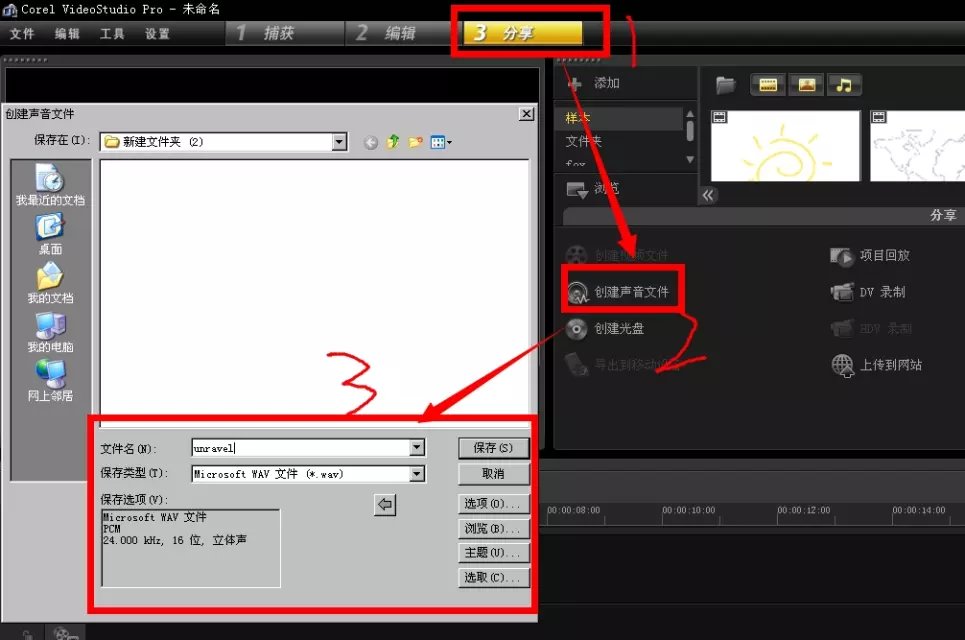 Corel VideoStudio Pro - 未命名
文件 编辑 工具 设置
1 捕获
2 编辑
3 分享
添加
样本
文件夹
fox
浏览
分享
创建视频文件
项目回放
创建声音文件
DV 录制
创建光盘
HDV 录制
上传到网站
创建声音文件
保存在(I):
新建文件夹 (2)
我最近的文档
桌面
我的文档
我的电脑
网上邻居
文件名(N):
unravel
保存(S)
保存类型(T):
Microsoft WAV 文件 (*.wav)
取消
保存选项(V):
选项(O)...
Microsoft WAV 文件
PCM
24.000 kHz, 16 位, 立体声
浏览(B)...
主题(U)...
选取(C)...
00:00:08:00
00:00:10:00
00:00:12:00
00:00:14:00
1
2
3